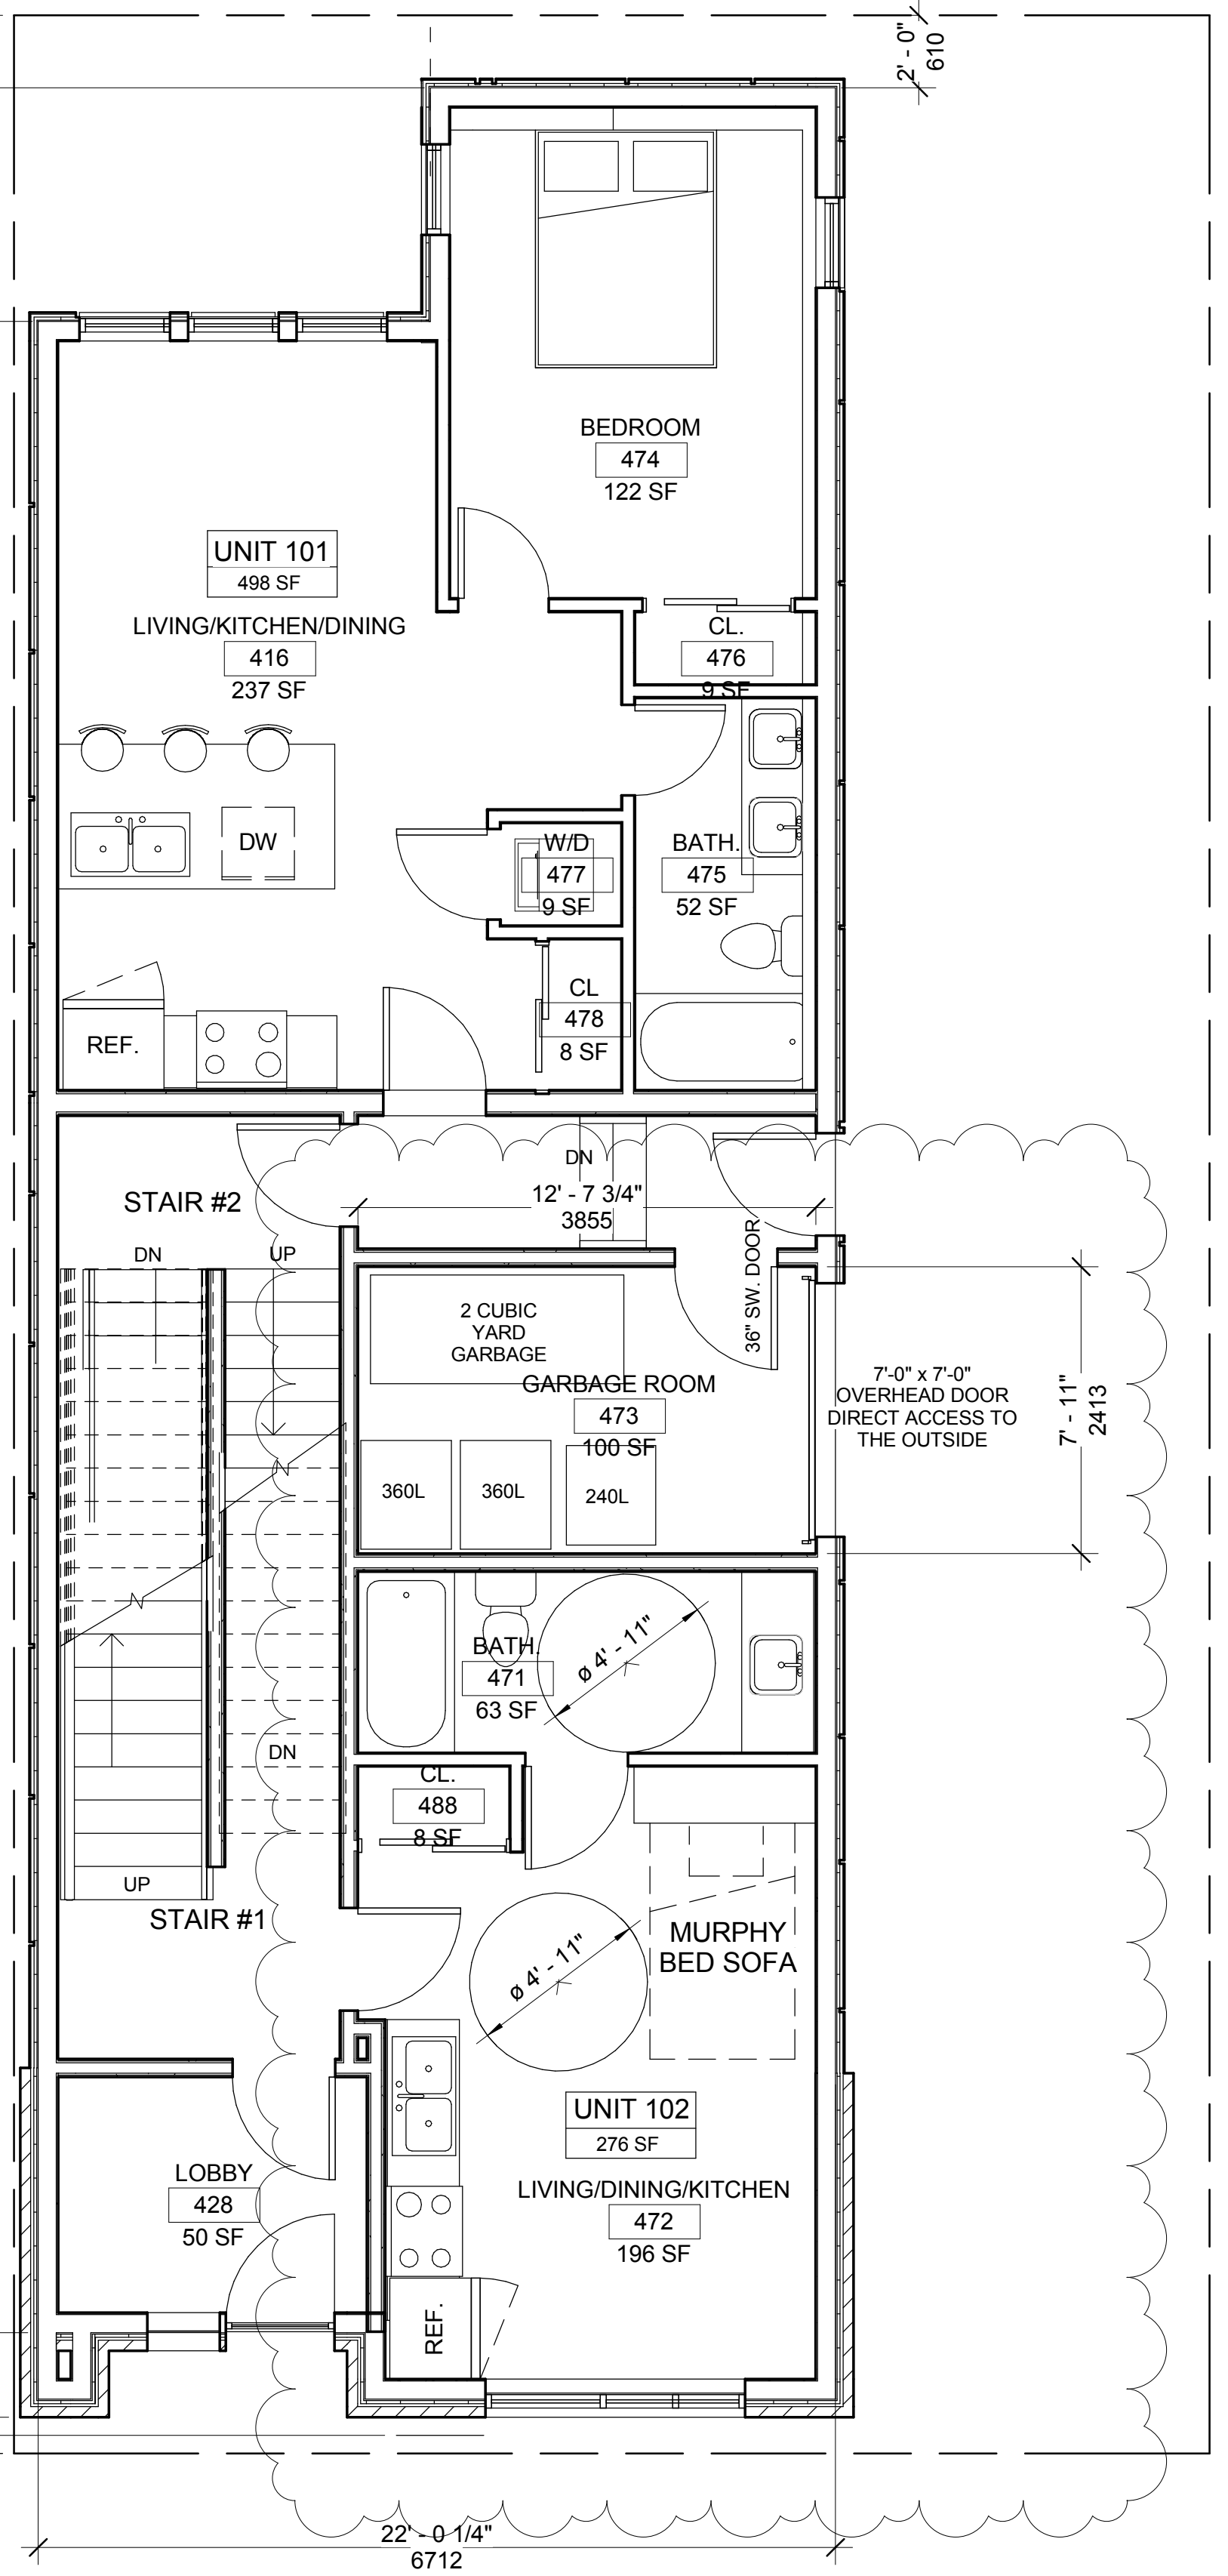 2' - 0"
610
BEDROOM
474
122 SF
UNIT 101
498 SF
LIVING/KITCHEN/DINING
416
237 SF
CL.
476
9 SF
DW
W/D
477
9 SF
BATH.
475
52 SF
CL
478
8 SF
REF.
STAIR #2
DN
12' - 7 3/4"
3855
DN
UP
36" SW. DOOR
2 CUBIC
YARD
GARBAGE
GARBAGE ROOM
473
100 SF
7'-0" x 7'-0"
OVERHEAD DOOR
DIRECT ACCESS TO
THE OUTSIDE
7' - 11"
2413
360L
360L
240L
BATH.
471
63 SF
ø 4' - 11"
DN
CL.
488
8 SF
UP
STAIR #1
MURPHY
BED SOFA
ø 4' - 11"
UNIT 102
276 SF
LOBBY
428
50 SF
LIVING/DINING/KITCHEN
472
196 SF
REF.
22' - 0 1/4"
6712